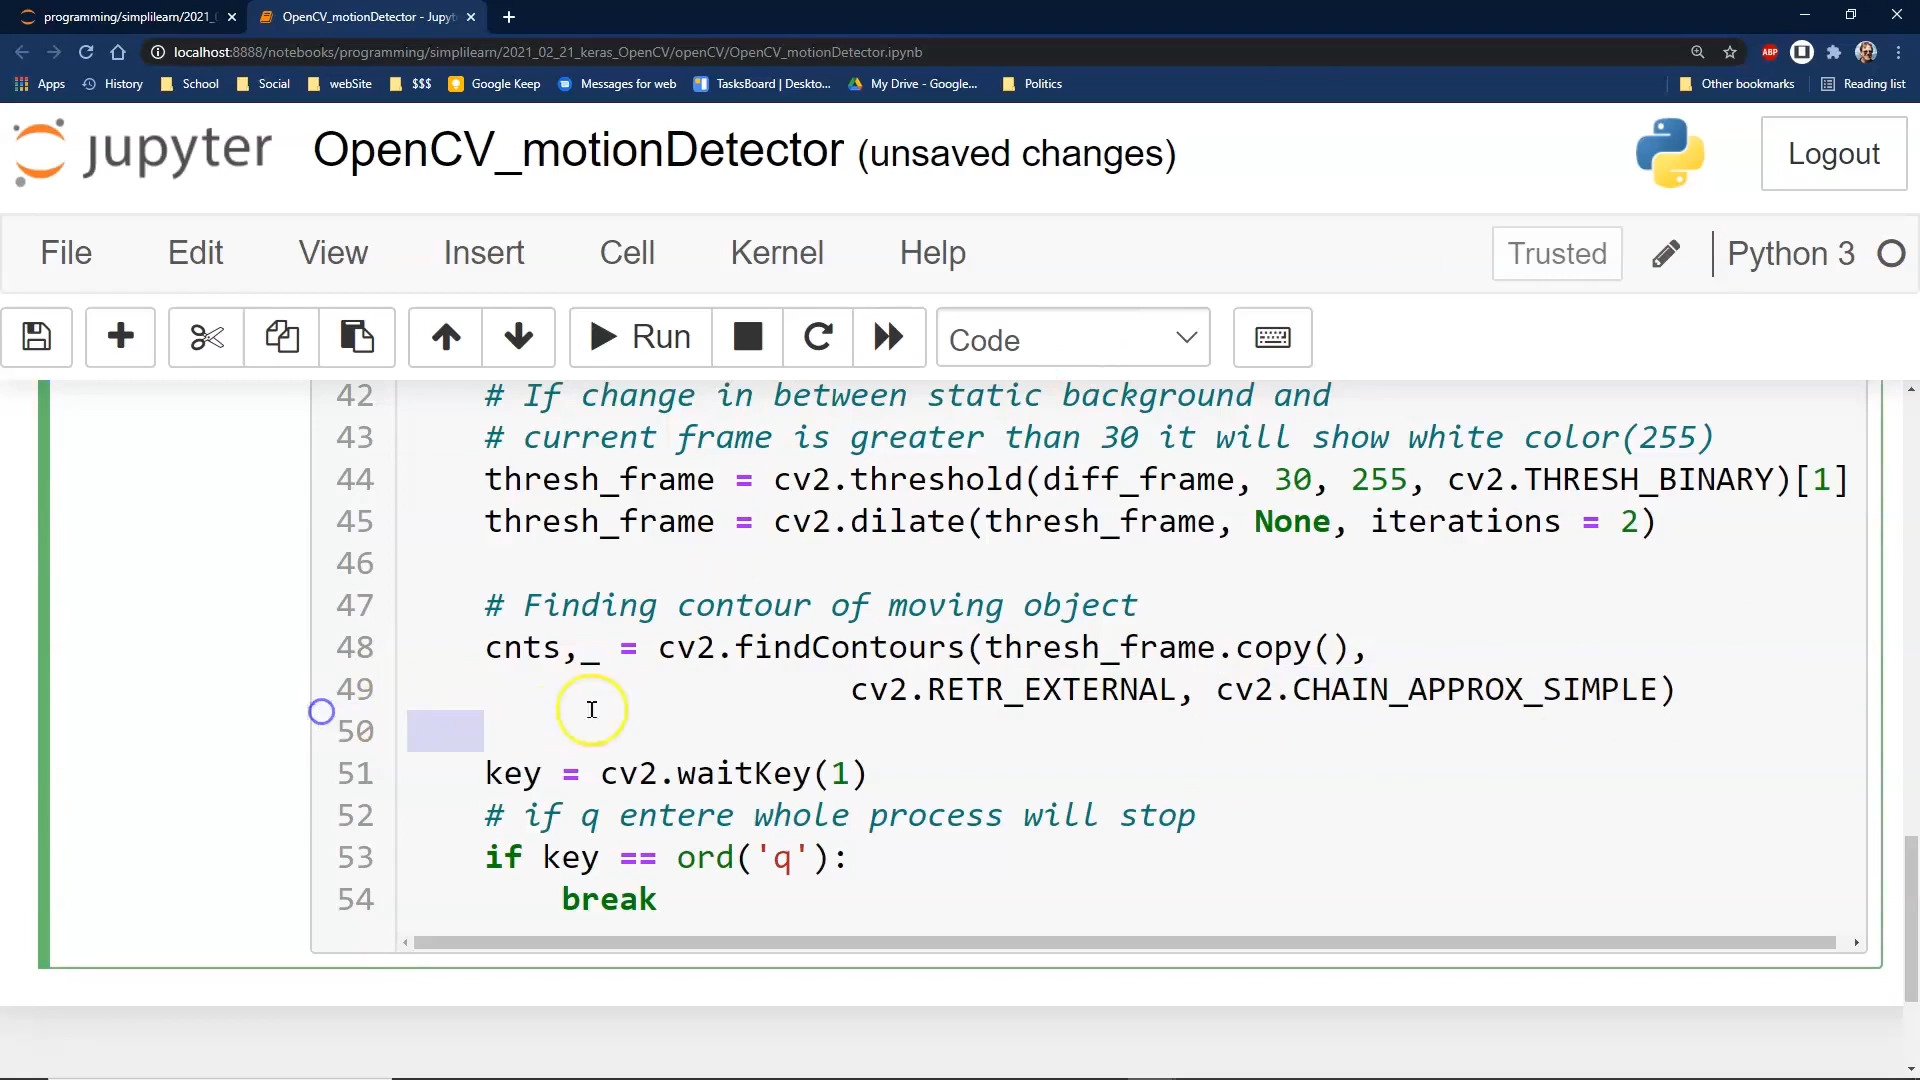 programming/simplilearn/2021_
OpenCV_motionDetector - Jupyt
localhost:8888/notebooks/programming/simplilearn/2021_02_21_keras_OpenCV/openCV/OpenCV_motionDetector.ipynb
ABP
Apps History School Social webSite $$$ Google Keep Messages for web TasksBoard | Deskto... My Drive - Google... Politics Other bookmarks Reading list
jupyter OpenCV_motionDetector (unsaved changes) Logout
File Edit View Insert Cell Kernel Help Trusted Python 3
Run Code
42 # If change in between static background and
43 # current frame is greater than 30 it will show white color(255)
44 thresh_frame = cv2.threshold(diff_frame, 30, 255, cv2.THRESH_BINARY)[1]
45 thresh_frame = cv2.dilate(thresh_frame, None, iterations = 2)
46
47 # Finding contour of moving object
48 cnts,_ = cv2.findContours(thresh_frame.copy(),
49 cv2.RETR_EXTERNAL, cv2.CHAIN_APPROX_SIMPLE)
50
51 key = cv2.waitKey(1)
52 # if q entere whole process will stop
53 if key == ord('q'):
54 break